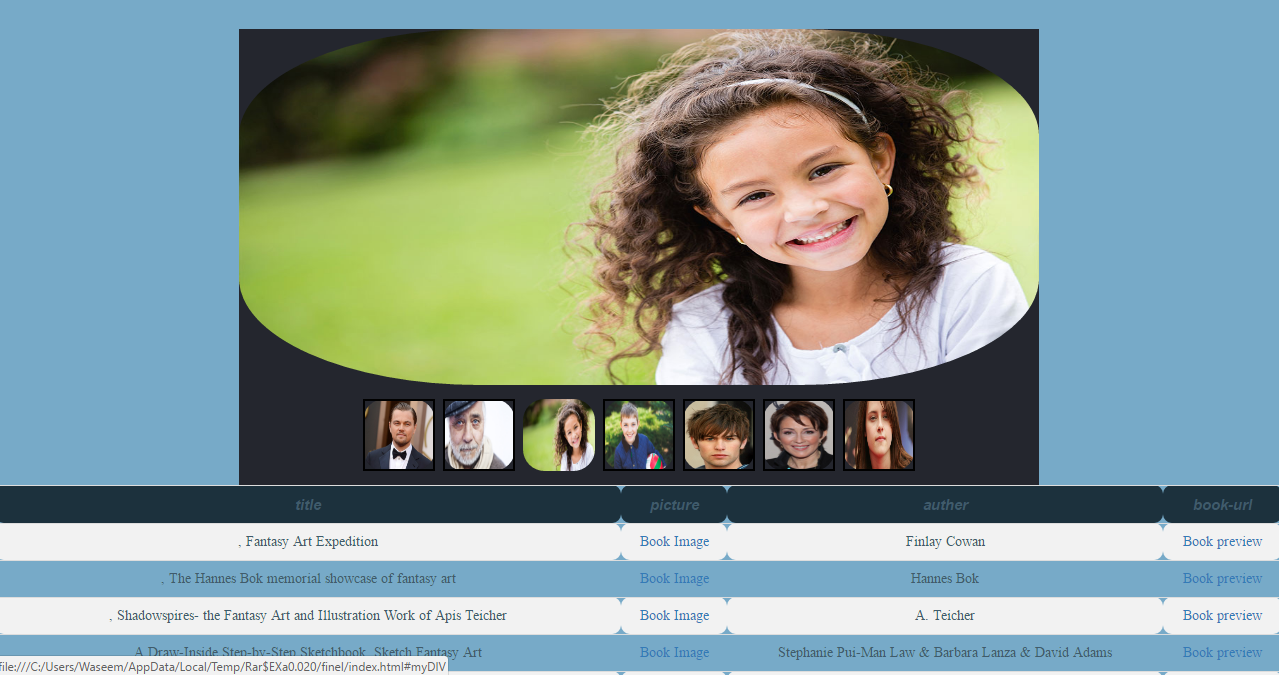 title picture auther book-url
, Fantasy Art Expedition Book Image Finlay Cowan Book preview
, The Hannes Bok memorial showcase of fantasy art Book Image Hannes Bok Book preview
, Shadowspires- the Fantasy Art and Illustration Work of Apis Teicher Book Image A. Teicher Book preview
A Draw-Inside Step-by-Step Sketchbook, Sketch Fantasy Art Book Image Stephanie Pui-Man Law & Barbara Lanza & David Adams Book preview
file:///C:/Users/Waseem/AppData/Local/Temp/Rar$EXa0.020/finel/index.html#myDIV